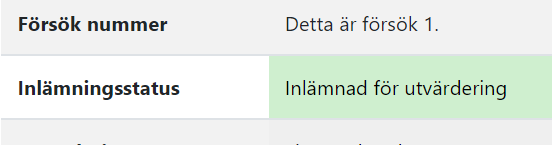 Försök nummer Detta är försök 1.
Inlämningsstatus Inlämnad för utvärdering